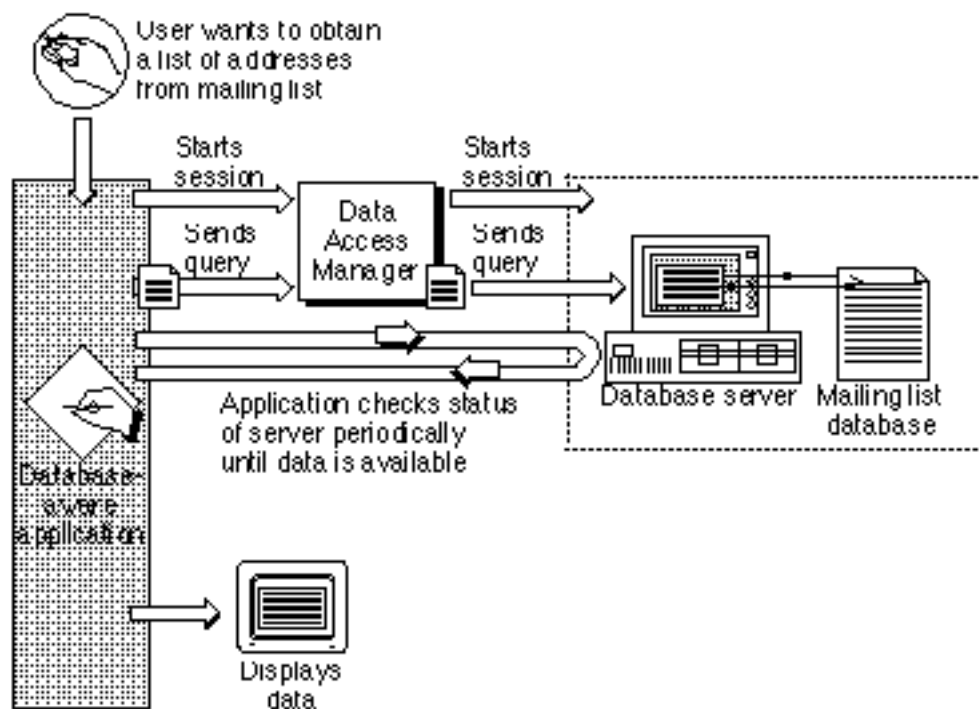 User wants to obtain
a list of addresses
from mailing list
Starts
session
Starts
session
Data
Access
Manager
Sends
query
Sends
query
Database server
Mailing list
database
Application checks status
of server periodically
until data is available
Database-
aware
application
Displays
data